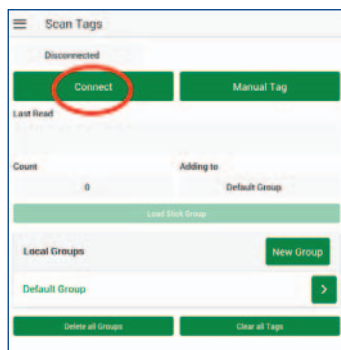 Scan Tags
Disconnected
Connect Manual Tag
Last Read
Count Adding to
0 Default Group
Load Stick Group
Local Groups New Group
Default Group >
Delete all Groups Clear all Tags